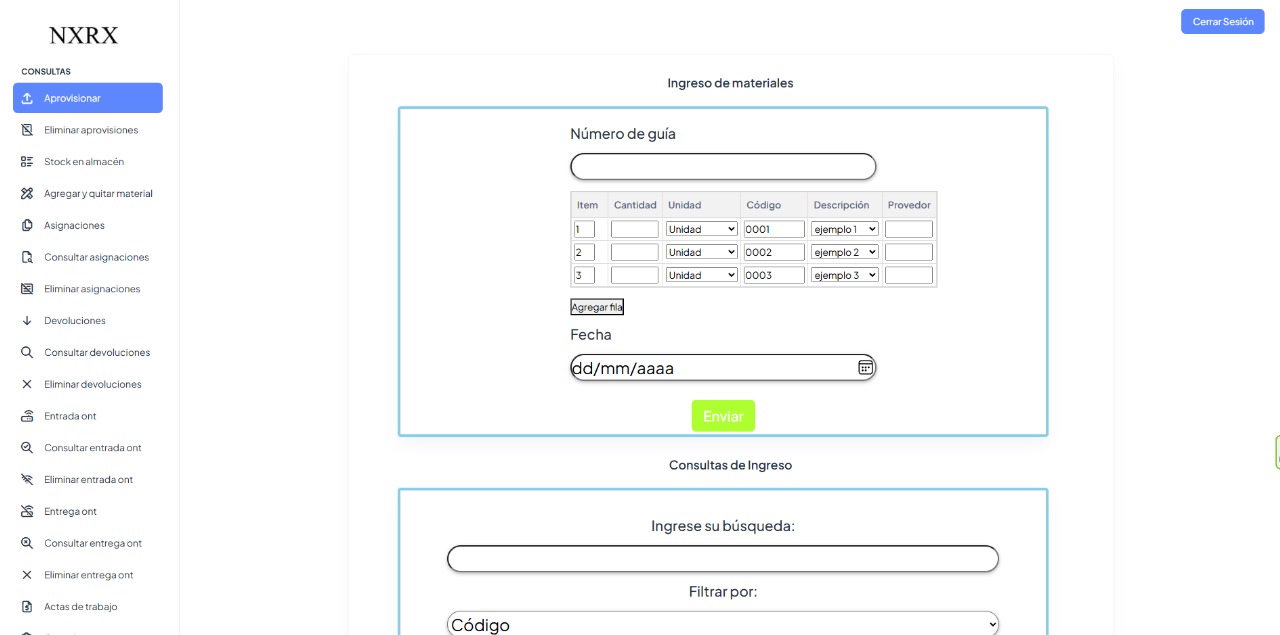 Cerrar Sesión
NXRX
CONSULTAS
Aprovisionar
Eliminar aprovisiones
Stock en almacén
Agregar y quitar material
Asignaciones
Consultar asignaciones
Eliminar asignaciones
Devoluciones
Consultar devoluciones
Eliminar devoluciones
Entrada ont
Consultar entrada ont
Eliminar entrada ont
Entrega ont
Consultar entrega ont
Eliminar entrega ont
Actas de trabajo
Ingreso de materiales
Número de guía
Item Cantidad Unidad Código Descripción Provedor
1 Unidad 0001 ejemplo 1
2 Unidad 0002 ejemplo 2
3 Unidad 0003 ejemplo 3
Agregar fila
Fecha
dd/mm/aaaa
Enviar
Consultas de Ingreso
Ingrese su búsqueda:
Filtrar por:
Código